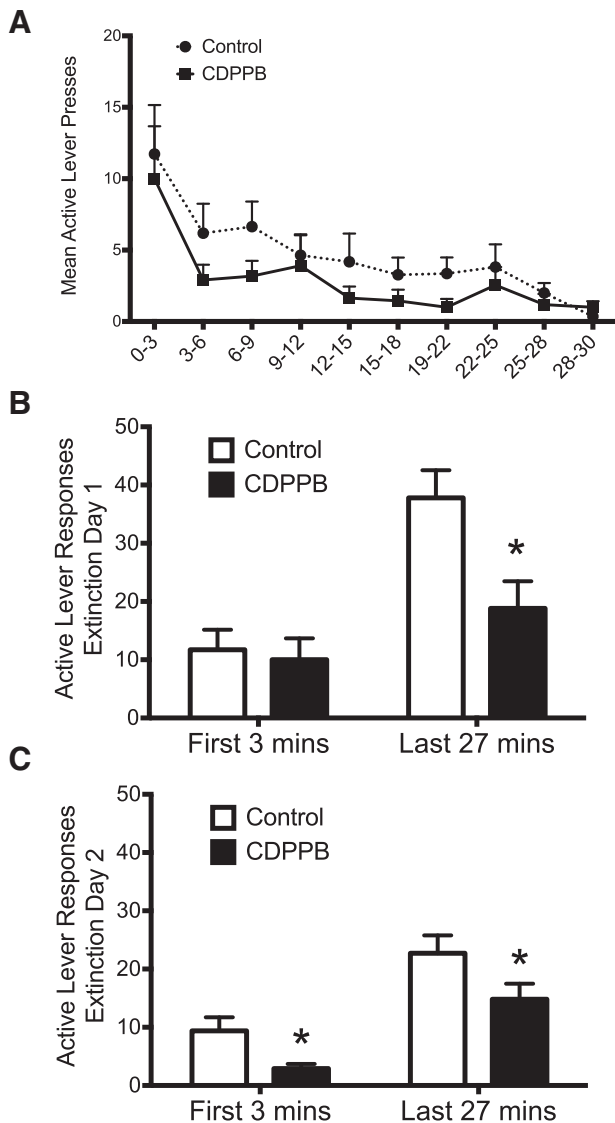 A
Mean Active Lever Presses
20
15
10
5
0
Control
CDPPB
0-3
3-6
6-9
9-12
12-15
15-18
19-22
22-25
25-28
28-30
B
Active Lever Responses
Extinction Day 1
50
40
30
20
10
0
Control
CDPPB
*
First 3 mins
Last 27 mins
C
Active Lever Responses
Extinction Day 2
50
40
30
20
10
0
Control
CDPPB
*
*
First 3 mins
Last 27 mins